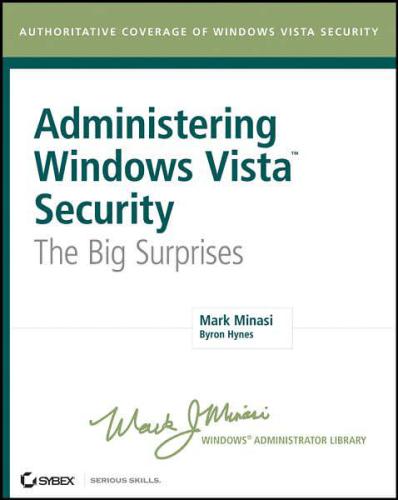 AUTHORITATIVE COVERAGE OF WINDOWS VISTA SECURITY
Administering
Windows Vista™
Security
The Big Surprises
Mark Minasi
Byron Hynes
Mark J Minasi
WINDOWS® ADMINISTRATOR LIBRARY
SYBEX
SERIOUS SKILLS.